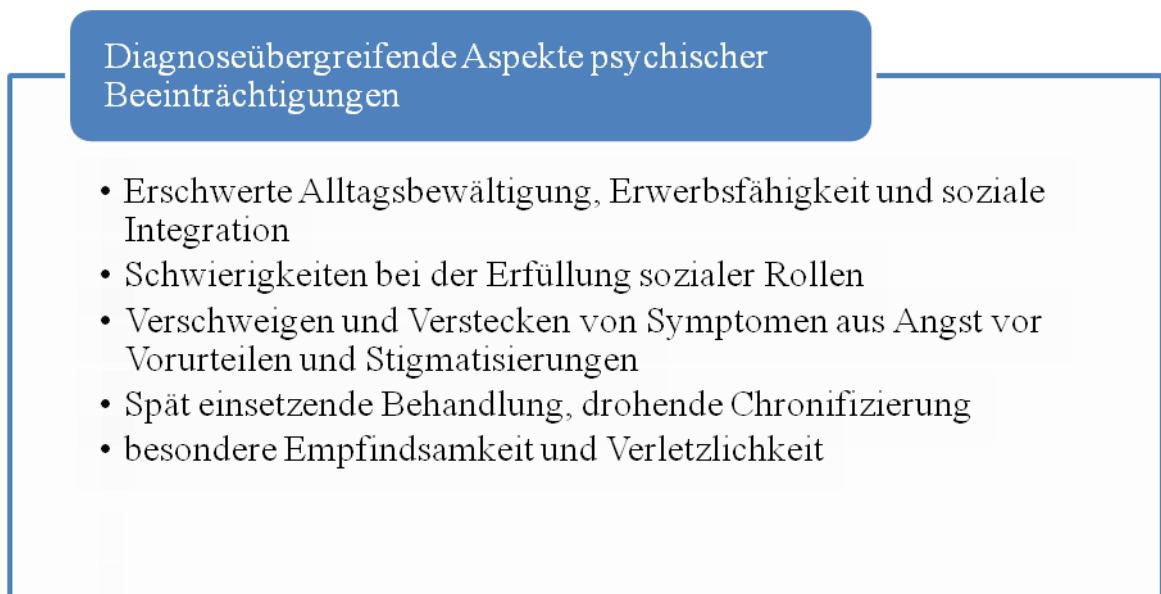 Diagnoseübergreifende Aspekte psychischer
Beeinträchtigungen
• Erschwerte Alltagsbewältigung, Erwerbsfähigkeit und soziale
Integration
• Schwierigkeiten bei der Erfüllung sozialer Rollen
• Verschweigen und Verstecken von Symptomen aus Angst vor
Vorurteilen und Stigmatisierungen
• Spät einsetzende Behandlung, drohende Chronifizierung
• besondere Empfindsamkeit und Verletzlichkeit